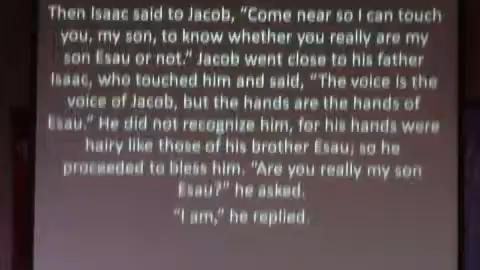 Then Isaac said to Jacob, “Come near so I can touch
you, my son, to know whether you really are my
son Esau or not.” Jacob went close to his father
Isaac, who touched him and said, “The voice is the
voice of Jacob, but the hands are the hands of
Esau.” He did not recognize him, for his hands were
hairy like those of his brother Esau; so he
proceeded to bless him. “Are you really my son
Esau?” he asked.
“I am,” he replied.